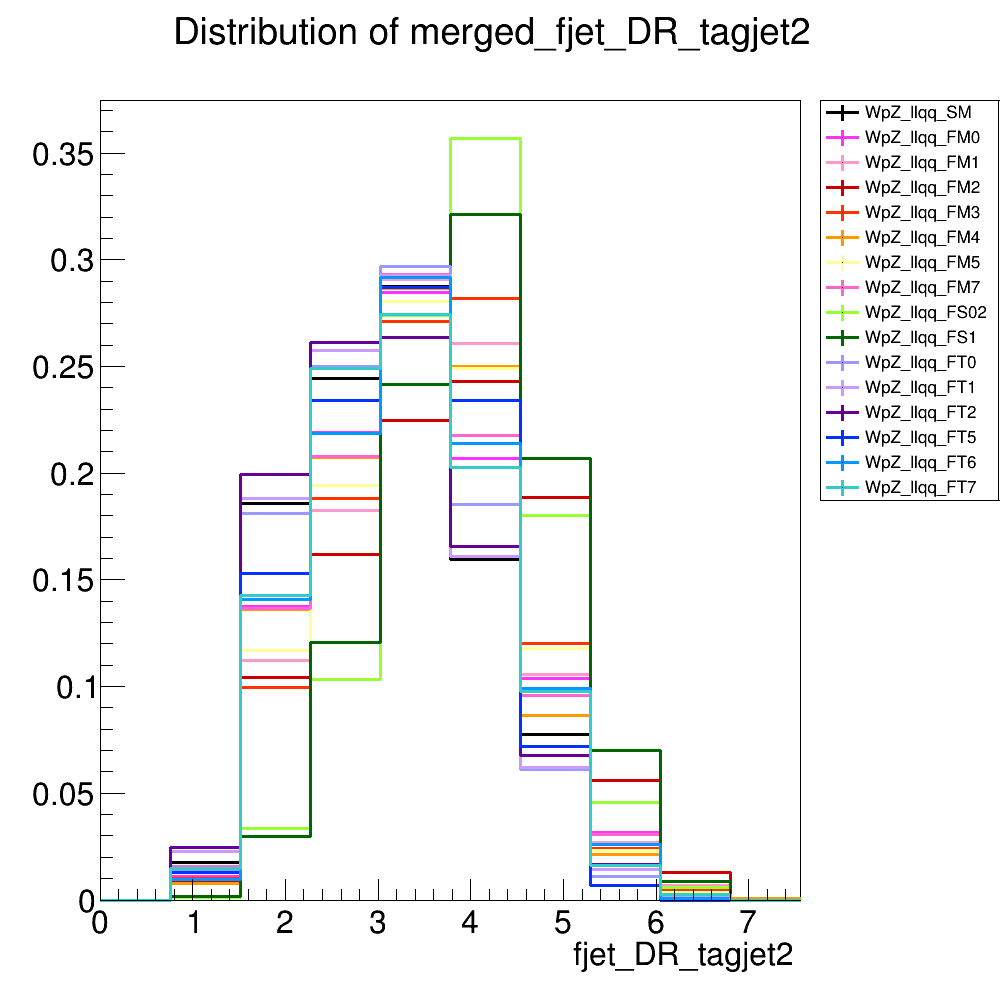 Distribution of merged_fjet_DR_tagjet2
WpZ_llqq_SM
WpZ_llqq_FM0
WpZ_llqq_FM1
WpZ_llqq_FM2
WpZ_llqq_FM3
WpZ_llqq_FM4
WpZ_llqq_FM5
WpZ_llqq_FM7
WpZ_llqq_FS02
WpZ_llqq_FS1
WpZ_llqq_FT0
WpZ_llqq_FT1
WpZ_llqq_FT2
WpZ_llqq_FT5
WpZ_llqq_FT6
WpZ_llqq_FT7
0.35
0.3
0.25
0.2
0.15
0.1
0.05
0
0 1 2 3 4 5 6 7
fjet_DR_tagjet2